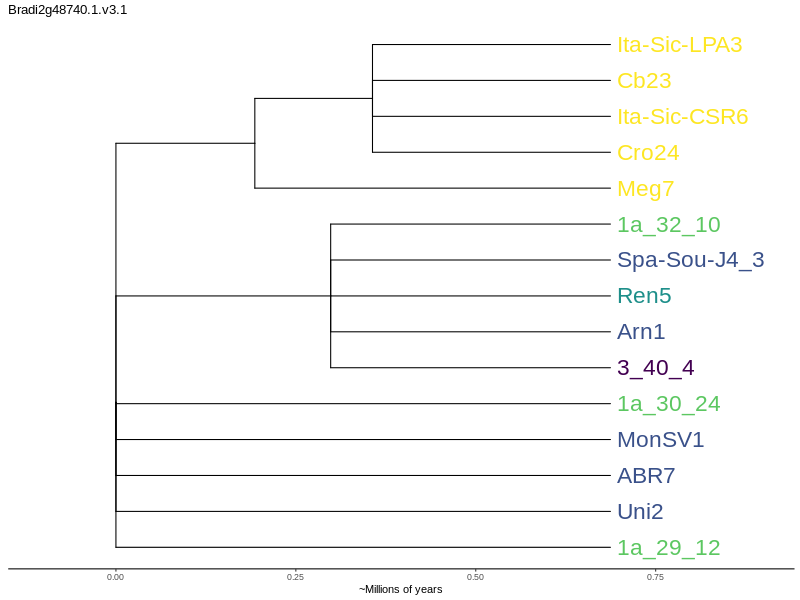 Bradi2g48740.1.v3.1
Ita-Sic-LPA3
Cb23
Ita-Sic-CSR6
Cro24
Meg7
1a_32_10
Spa-Sou-J4_3
Ren5
Arn1
3_40_4
1a_30_24
MonSV1
ABR7
Uni2
1a_29_12
0.00 0.25 0.50 0.75
~Millions of years